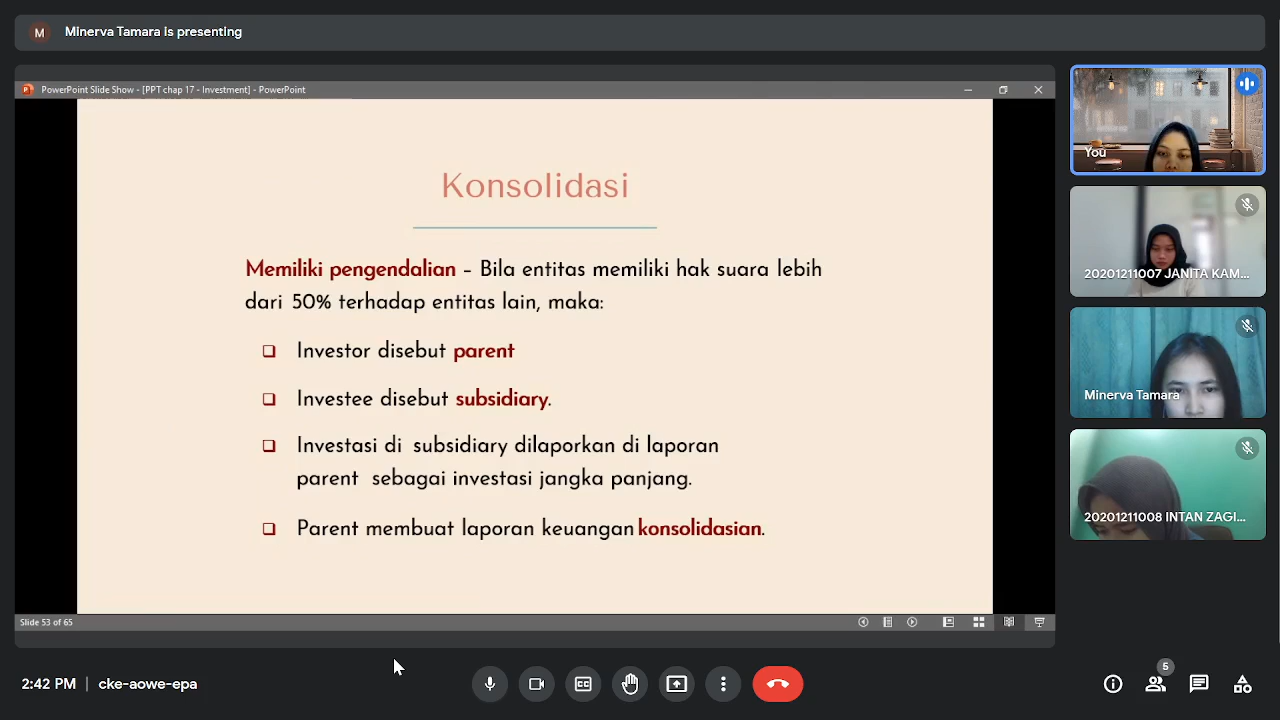 M Minerva Tamara is presenting
PowerPoint Slide Show - [PPT chap 17 - Investment] - PowerPoint
Konsolidasi
Memiliki pengendalian – Bila entitas memiliki hak suara lebih
dari 50% terhadap entitas lain, maka:
Investor disebut parent
Investee disebut subsidiary.
Investasi di subsidiary dilaporkan di laporan
parent sebagai investasi jangka panjang.
Parent membuat laporan keuangan konsolidasian.
Slide 53 of 65
You
20201211007 JANITA KAM...
Minerva Tamara
20201211008 INTAN ZAGI...
2:42 PM | cke-aowe-epa
CC
5